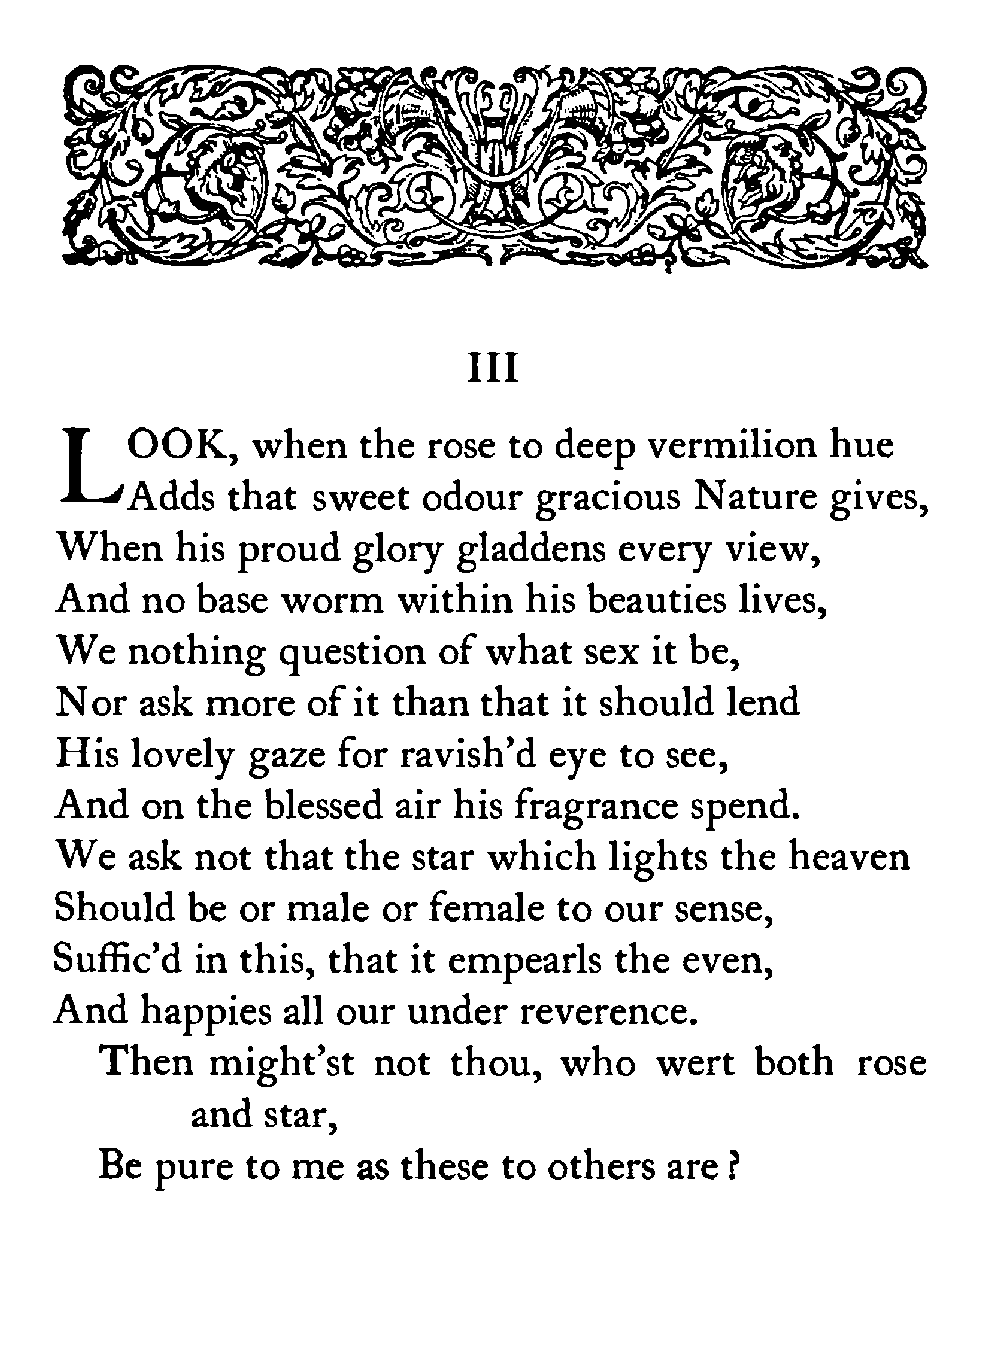 III
LOOK, when the rose to deep vermilion hue
Adds that sweet odour gracious Nature gives,
When his proud glory gladdens every view,
And no base worm within his beauties lives,
We nothing question of what sex it be,
Nor ask more of it than that it should lend
His lovely gaze for ravish'd eye to see,
And on the blessed air his fragrance spend.
We ask not that the star which lights the heaven
Should be or male or female to our sense,
Suffic'd in this, that it empearls the even,
And happies all our under reverence.
Then might'st not thou, who wert both rose
and star,
Be pure to me as these to others are ?